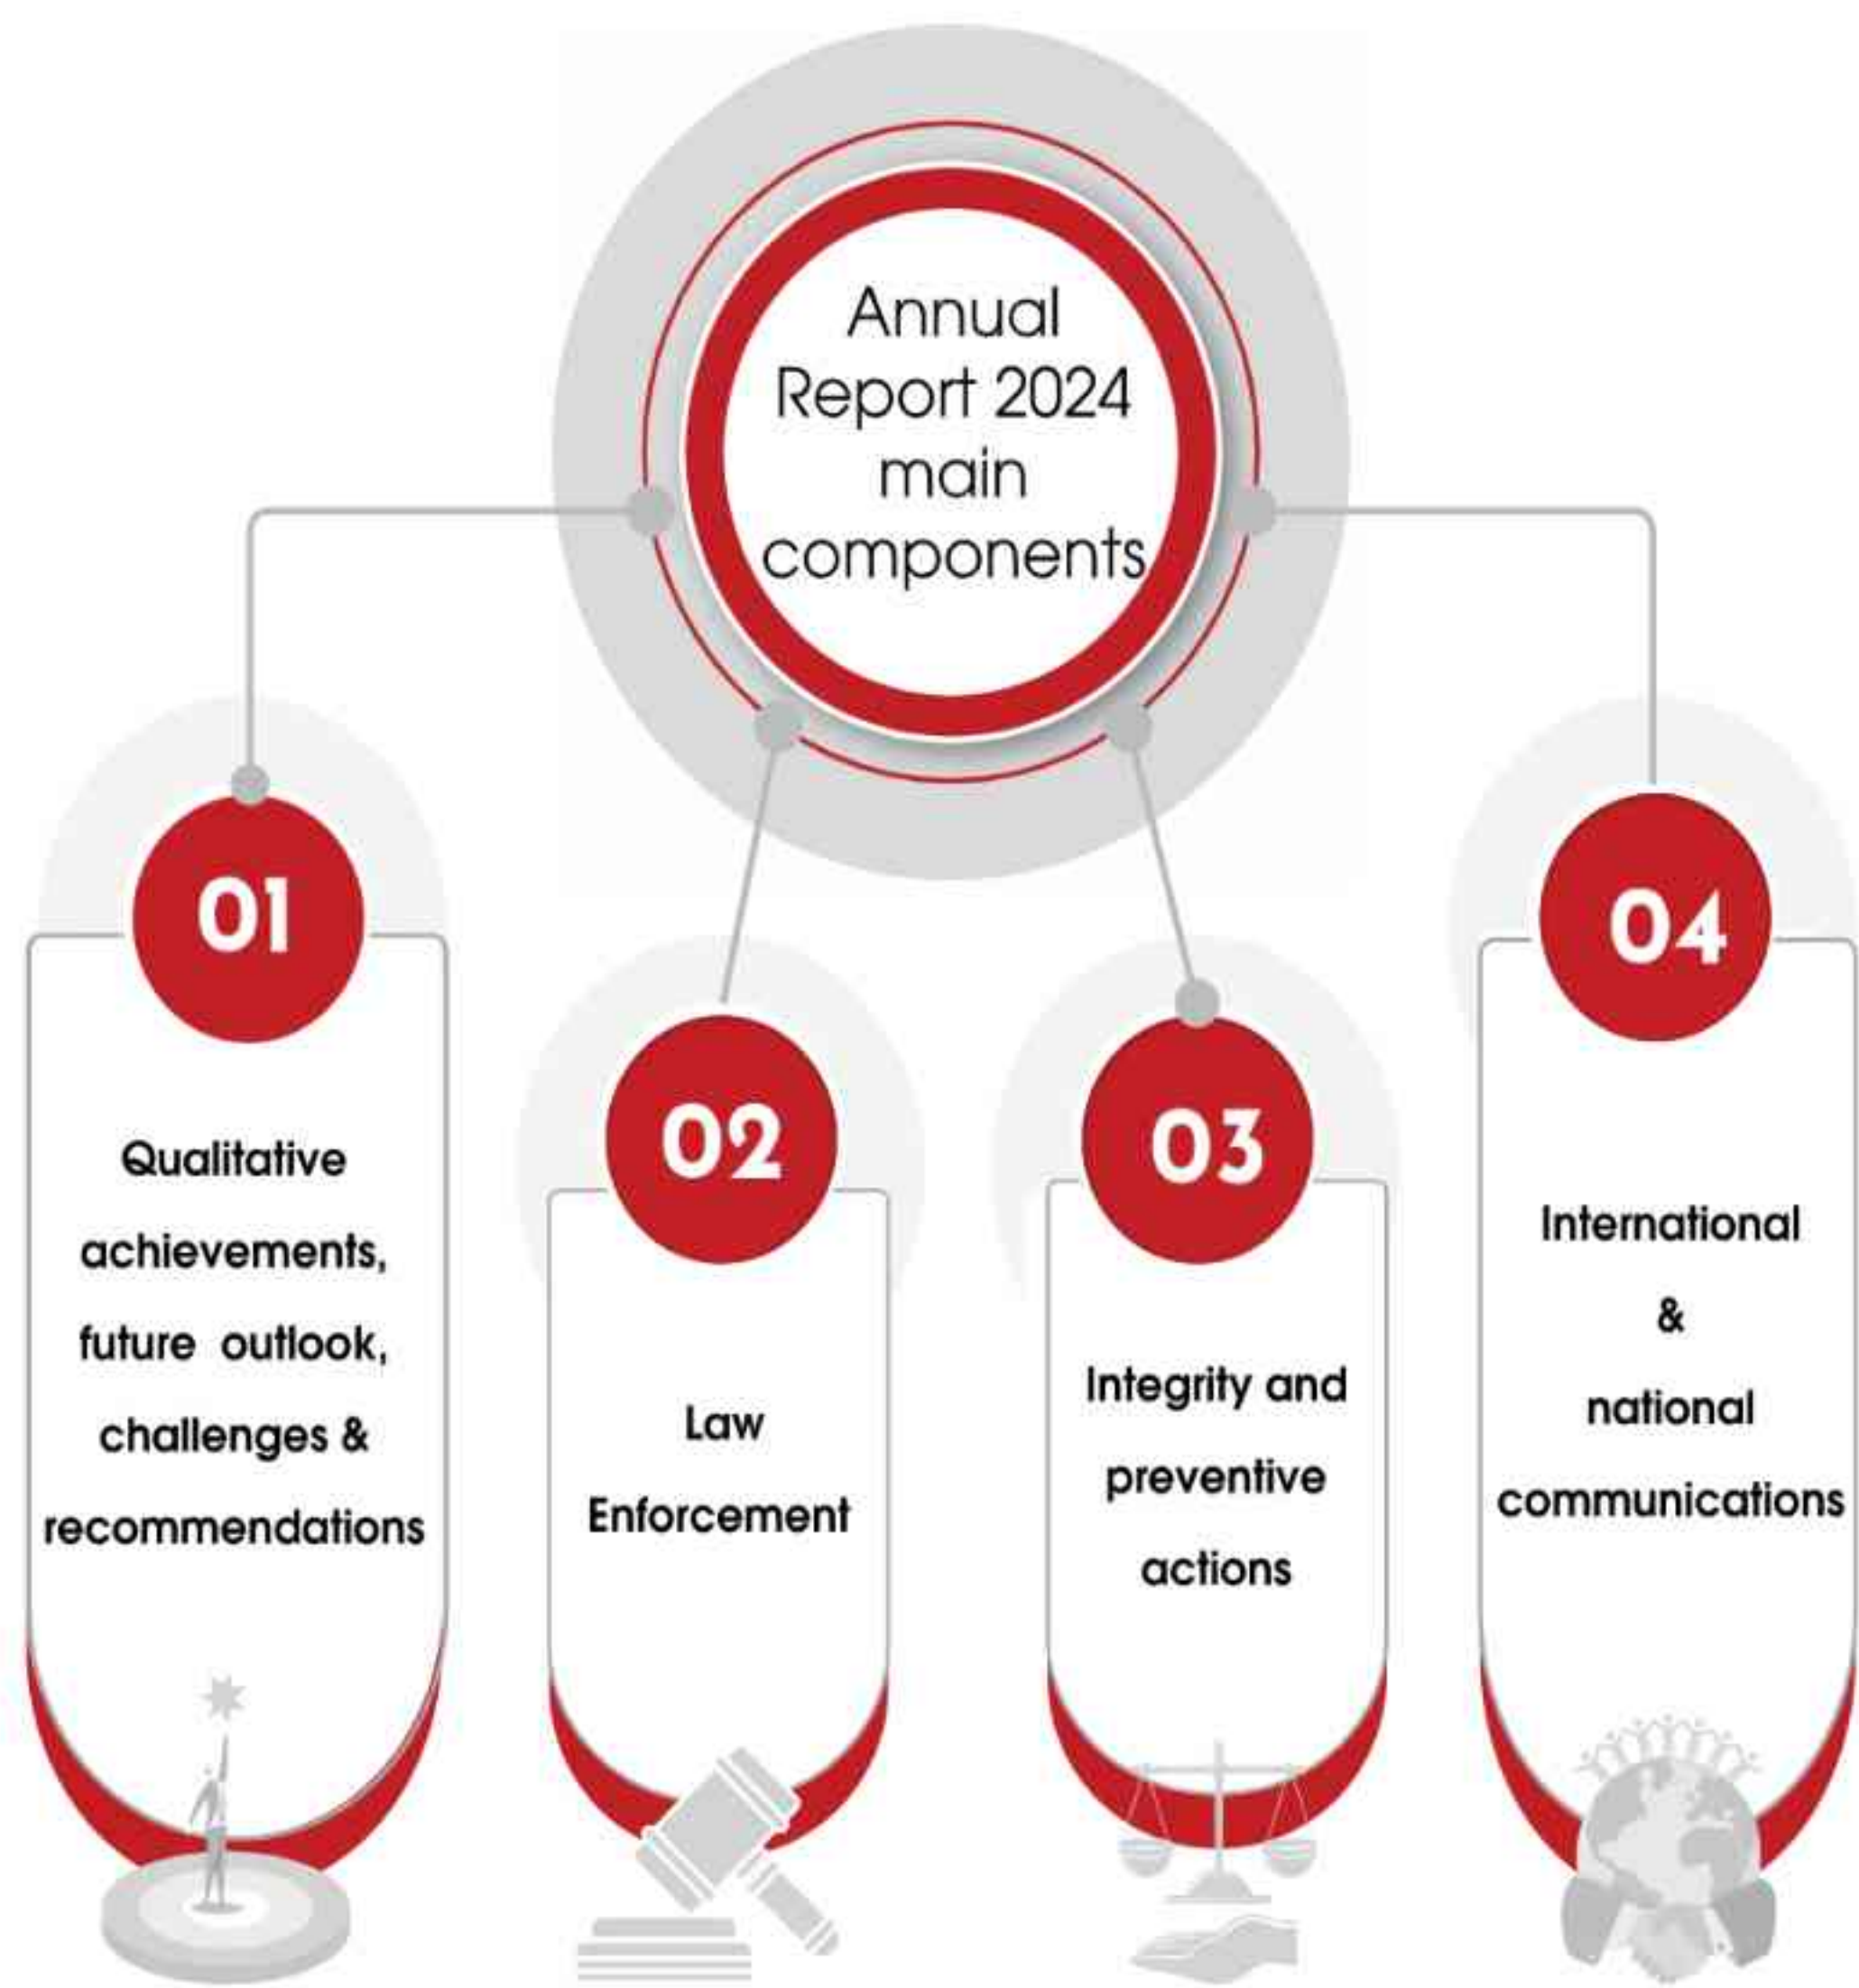 Annual
Report 2024
main
components
01
Qualitative
achievements,
future outlook,
challenges &
recommendations
02
Law
Enforcement
03
Integrity and
preventive
actions
04
International
&
national
communications